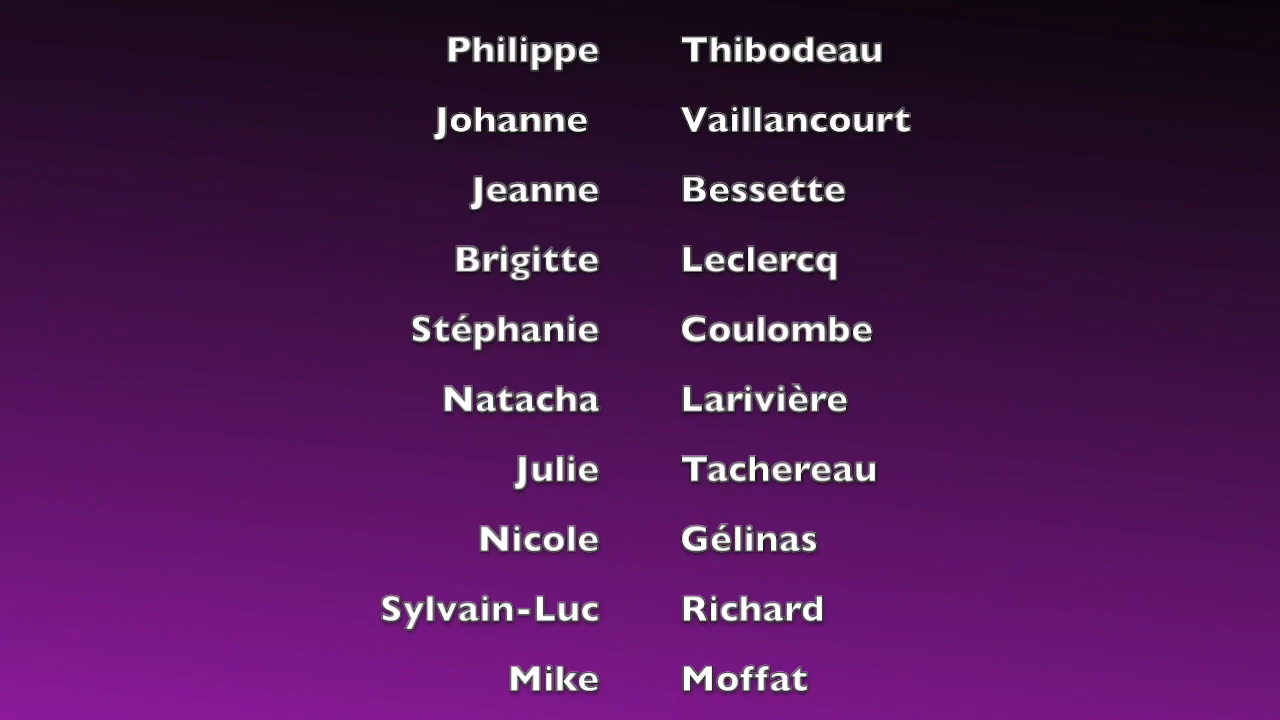 Philippe Thibodeau
Johanne Vaillancourt
Jeanne Bessette
Brigitte Leclercq
Stéphanie Coulombe
Natacha Larivière
Julie Tachereau
Nicole Gélinas
Sylvain-Luc Richard
Mike Moffat